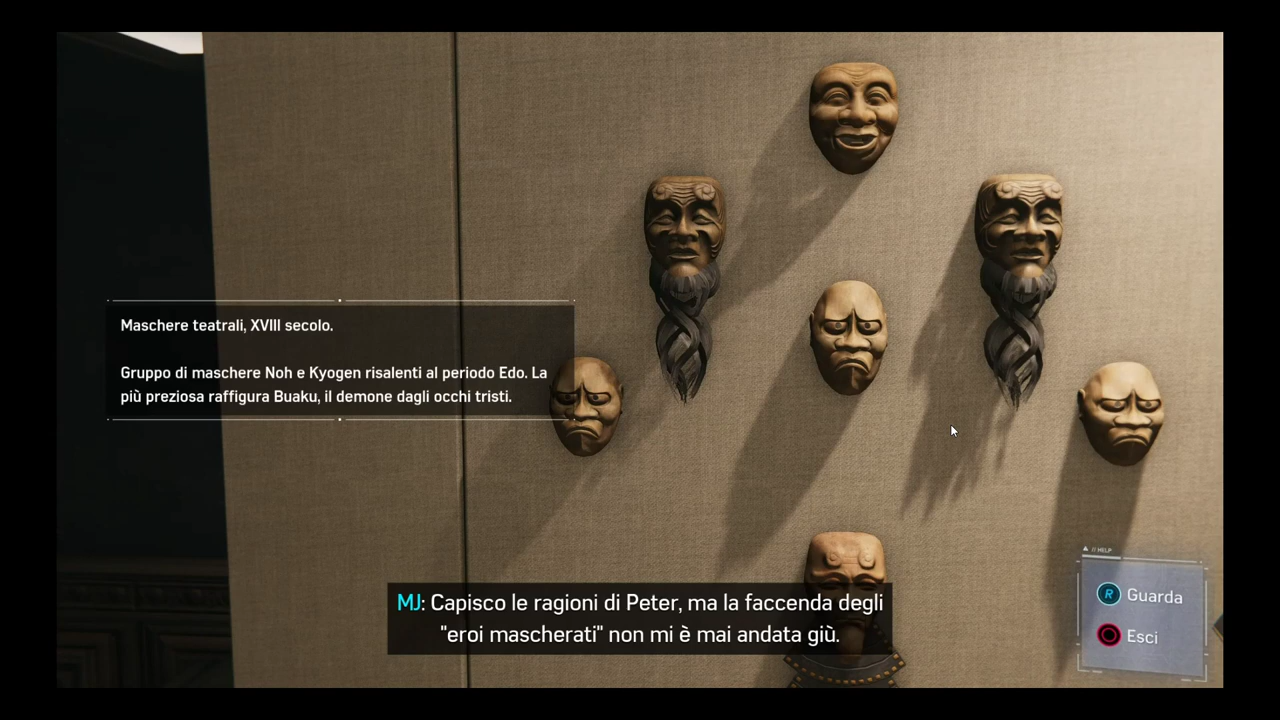 Maschere teatrali, XVIII secolo.
Gruppo di maschere Noh e Kyogen risalenti al periodo Edo. La
più preziosa raffigura Buaku, il demone dagli occhi tristi.
MJ: Capisco le ragioni di Peter, ma la faccenda degli
"eroi mascherati" non mi è mai andata giù.
// HELP
R Guarda
Esci